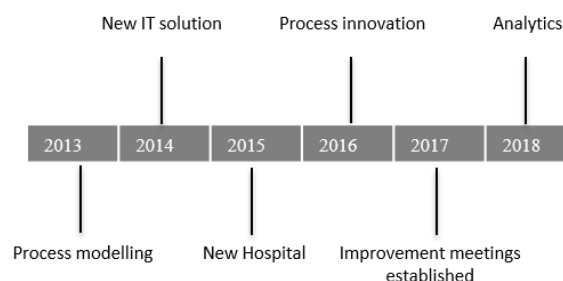 New IT solution Process innovation Analytics
2013 2014 2015 2016 2017 2018
Process modelling New Hospital Improvement meetings
established